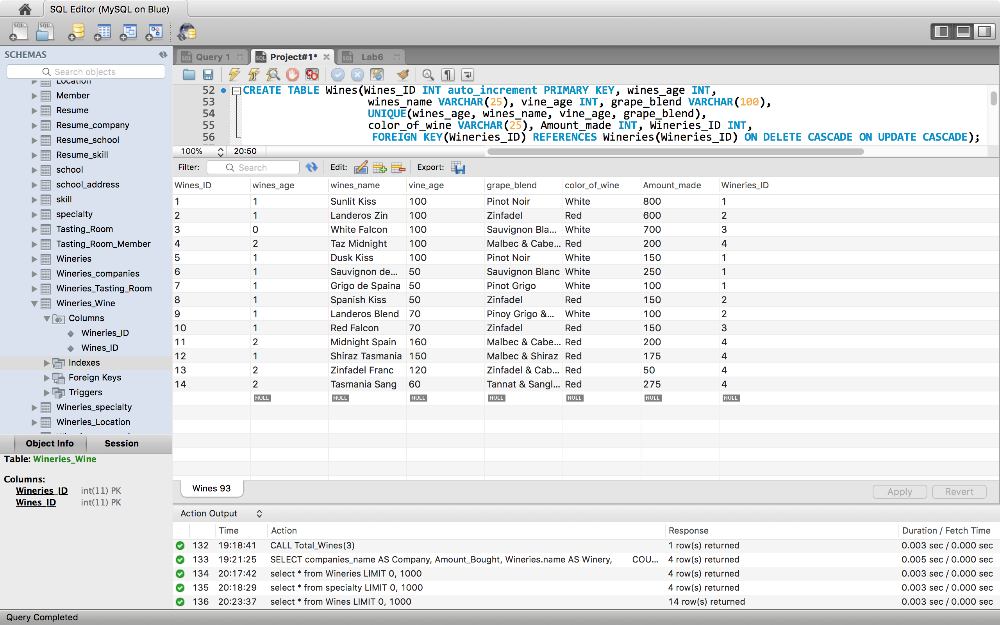 SQL Editor (MySQL on Blue)
SCHEMAS
Search objects
Location
Member
Resume
Resume_company
Resume_school
Resume_skill
school
school_address
skill
specialty
Tasting_Room
Tasting_Room_Member
Wineries
Wineries_companies
Wineries_Tasting_Room
Wineries_Wine
Columns
Wineries_ID
Wines_ID
Indexes
Foreign Keys
Triggers
Wineries_specialty
Wineries_Location
Object Info Session
Table: Wineries_Wine
Columns:
Wineries_ID int(11) PK
Wines_ID int(11) PK
Query 1 Project#1* Lab6
52 CREATE TABLE Wines(Wines_ID INT auto_increment PRIMARY KEY, wines_age INT,
53 wines_name VARCHAR(25), vine_age INT, grape_blend VARCHAR(100),
54 UNIQUE(wines_age, wines_name, vine_age, grape_blend),
55 color_of_wine VARCHAR(25), Amount_made INT, Wineries_ID INT,
56 FOREIGN KEY(Wineries_ID) REFERENCES Wineries(Wineries_ID) ON DELETE CASCADE ON UPDATE CASCADE);
100% 20:50
Filter: Search Edit: Export:
Wines_ID wines_age wines_name vine_age grape_blend color_of_wine Amount_made Wineries_ID
1 1 Sunlit Kiss 100 Pinot Noir White 800 1
2 1 Landeros Zin 100 Zinfadel Red 600 2
3 0 White Falcon 100 Sauvignon Bla... White 700 3
4 2 Taz Midnight 100 Malbec & Cabe... Red 200 4
5 1 Dusk Kiss 100 Pinot Noir White 150 1
6 1 Sauvignon de... 50 Sauvignon Blanc White 250 1
7 1 Grigo de Spaina 50 Pinot Grigo White 100 1
8 1 Spanish Kiss 50 Zinfadel Red 150 2
9 1 Landeros Blend 70 Pinoy Grigo &... White 100 2
10 1 Red Falcon 70 Zinfadel Red 150 3
11 2 Midnight Spain 160 Malbec & Cabe... Red 200 4
12 1 Shiraz Tasmania 150 Malbec & Shiraz Red 175 4
13 2 Zinfadel Franc 120 Zinfadel & Cab... Red 50 4
14 2 Tasmania Sang 60 Tannat & Sangl... Red 275 4
NULL NULL NULL NULL NULL NULL NULL
Wines 93 Apply Revert
Action Output
Time Action Response Duration / Fetch Time
132 19:18:41 CALL Total_Wines(3) 1 row(s) returned 0.003 sec / 0.000 sec
133 19:21:25 SELECT companies_name AS Company, Amount_Bought, Wineries.name AS Winery, COU... 4 row(s) returned 0.005 sec / 0.000 sec
134 20:17:42 select * from Wineries LIMIT 0, 1000 4 row(s) returned 0.003 sec / 0.000 sec
135 20:18:29 select * from specialty LIMIT 0, 1000 4 row(s) returned 0.003 sec / 0.000 sec
136 20:23:37 select * from Wines LIMIT 0, 1000 14 row(s) returned 0.003 sec / 0.000 sec
Query Completed